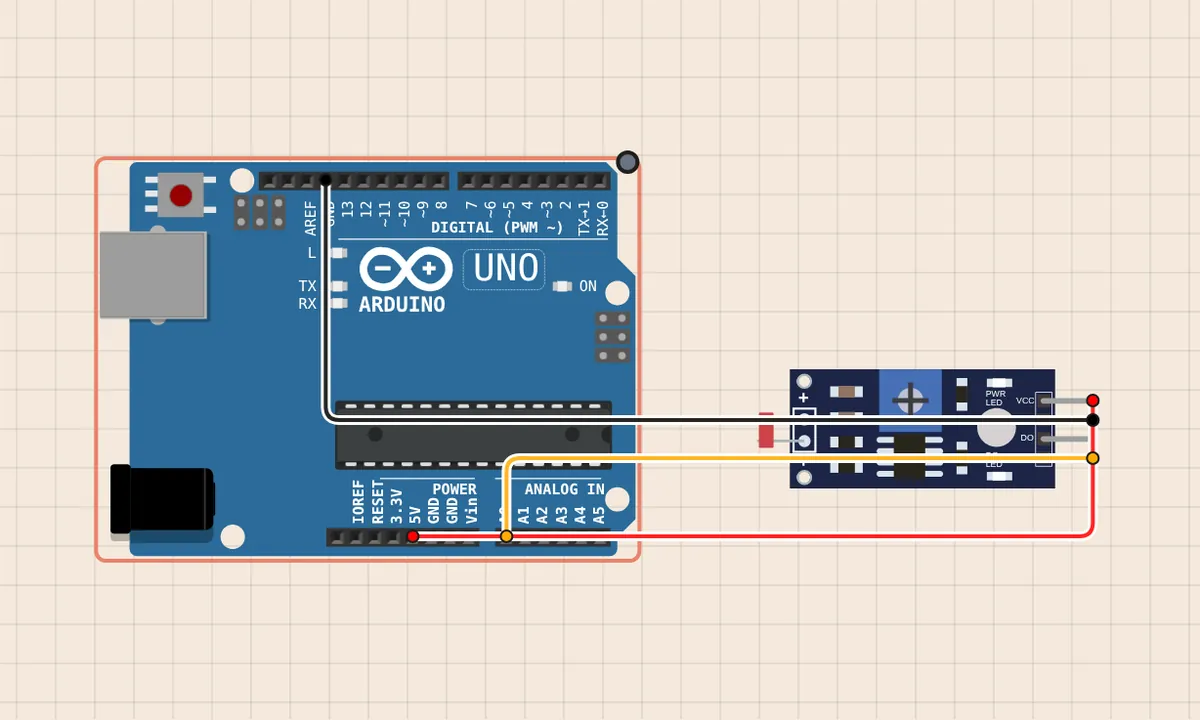 AREF
GND
13
12
~11
~10
~9
8
7
~6
~5
4
~3
2
TX→1
RX←0
DIGITAL (PWM ~)
L
TX
RX
UNO
ON
ARDUINO
PWR
LED
VCC
DO
LED
IOREF
RESET
3.3V
5V
GND
GND
Vin
POWER
ANALOG IN
A1
A2
A3
A4
A5